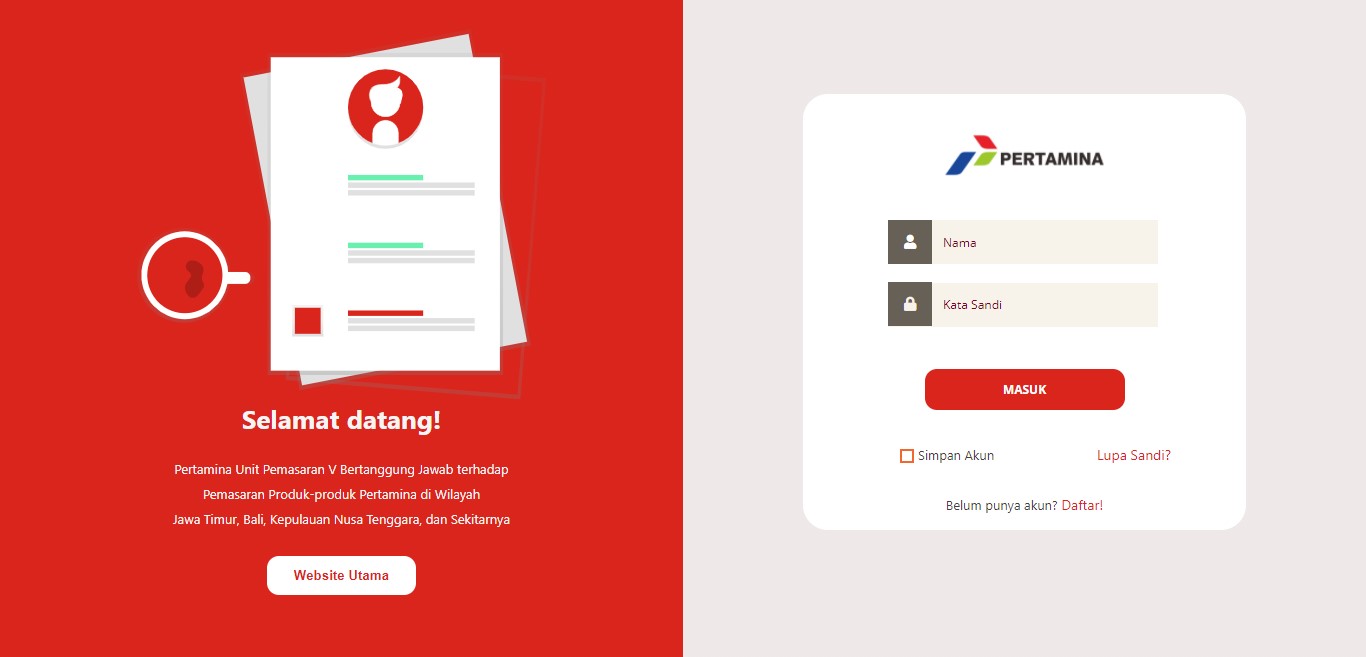 Selamat datang!
Pertamina Unit Pemasaran V Bertanggung Jawab terhadap
Pemasaran Produk-produk Pertamina di Wilayah
Jawa Timur, Bali, Kepulauan Nusa Tenggara, dan Sekitarnya
Website Utama
PERTAMINA
Nama
Kata Sandi
MASUK
Simpan Akun
Lupa Sandi?
Belum punya akun? Daftar!